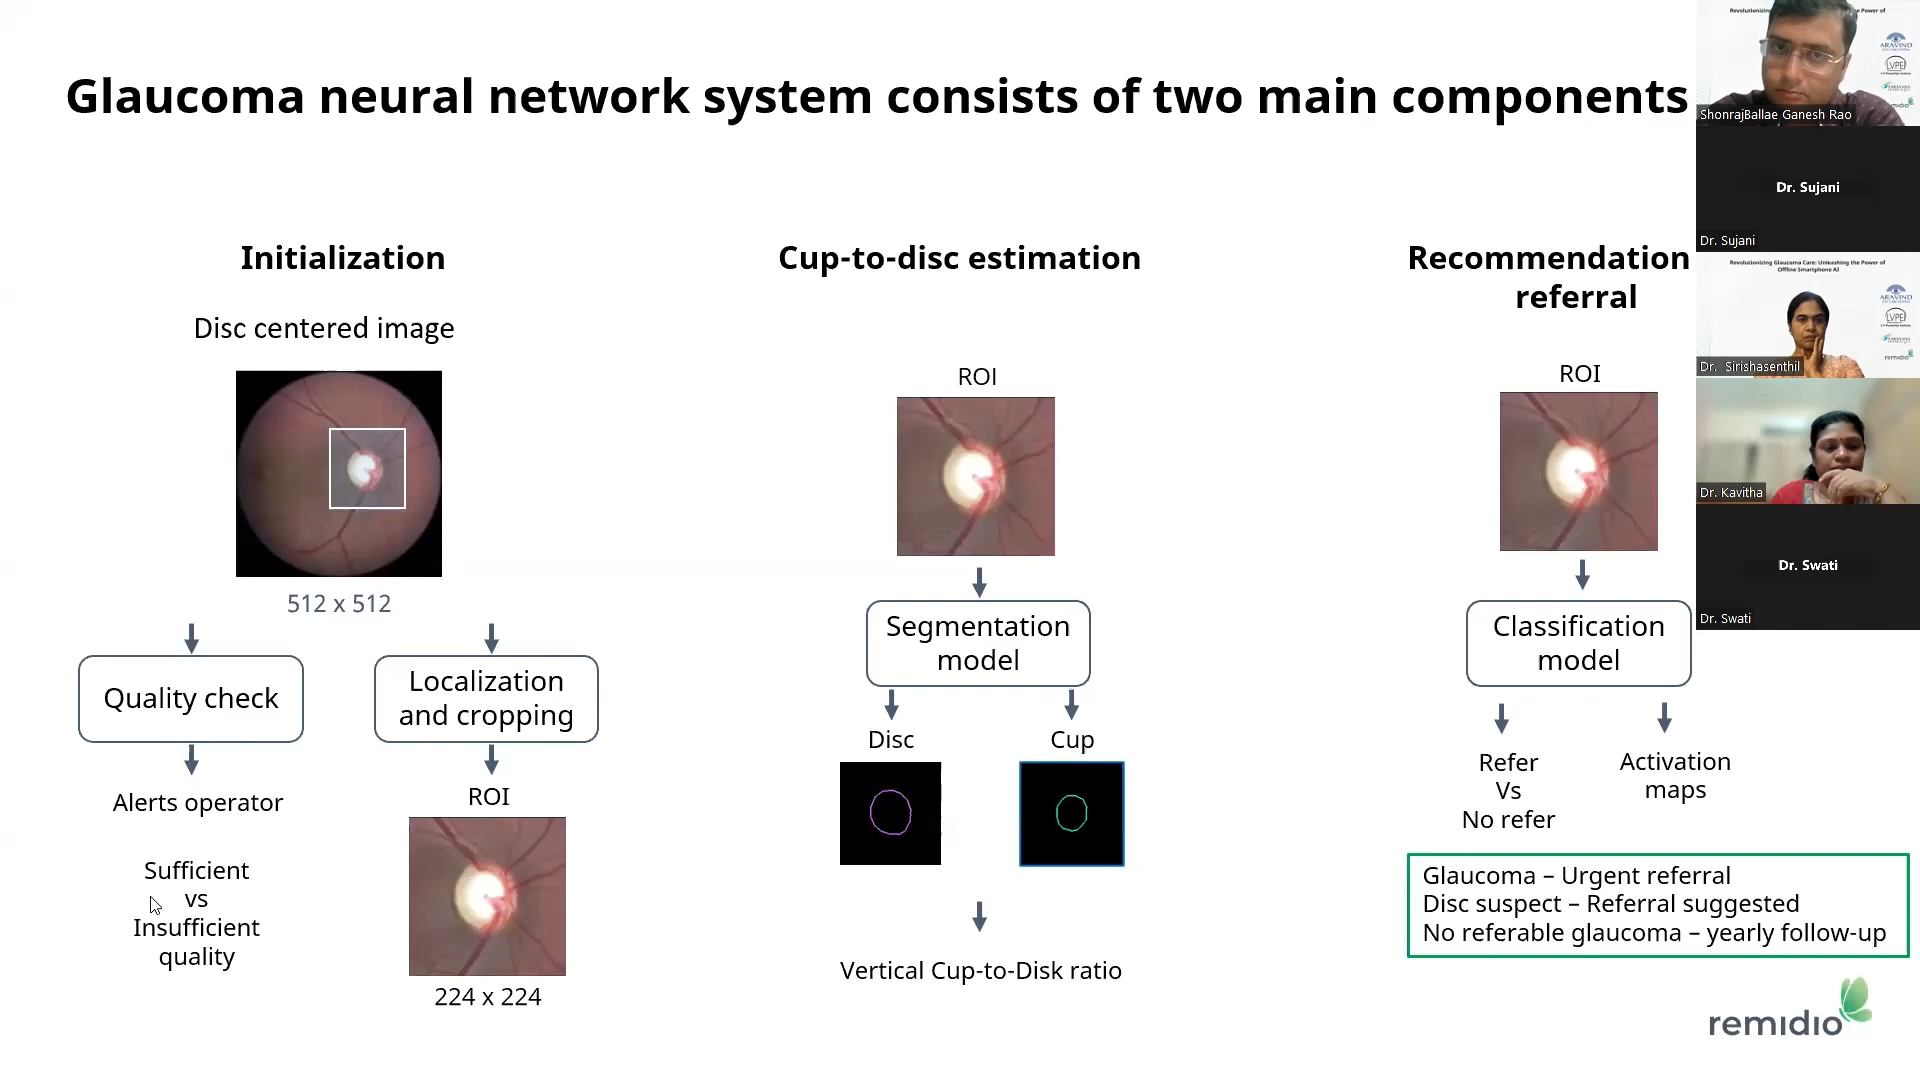 Glaucoma neural network system consists of two main components
Initialization
Disc centered image
512 x 512
Quality check
Alerts operator
Sufficient
vs
Insufficient
quality
Localization
and cropping
ROI
224 x 224
Cup-to-disc estimation
ROI
Segmentation
model
Disc
Cup
Vertical Cup-to-Disk ratio
Recommendation
referral
ROI
Classification
model
Refer
Vs
No refer
Activation
maps
Glaucoma – Urgent referral
Disc suspect – Referral suggested
No referable glaucoma – yearly follow-up
remidio
ARAVIND
LVPEI
remidio
ShonrajBallae Ganesh Rao
Dr. Sujani
Dr. Sujani
Revolutionizing Glaucoma Care: Unleashing the Power of
Offline Smartphone AI
ARAVIND
LVPEI
remidio
Dr. Sirishasenthil
Dr. Kavitha
Dr. Swati
Dr. Swati